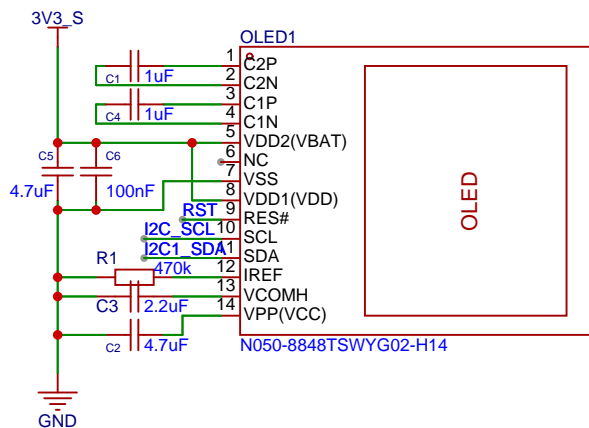 3V3_S
OLED1
1 C2P
C1 1uF
2 C2N
3 C1P
C4 1uF
4 C1N
5 VDD2(VBAT)
6 NC
C5 C6
7 VSS
4.7uF 100nF
8 VDD1(VDD)
RST 9 RES#
I2C_SCL 10 SCL
I2C1_SDA 11 SDA
R1 470k 12 IREF
C3 2.2uF 13 VCOMH
14 VPP(VCC)
C2 4.7uF
OLED
N050-8848TSWYG02-H14
GND